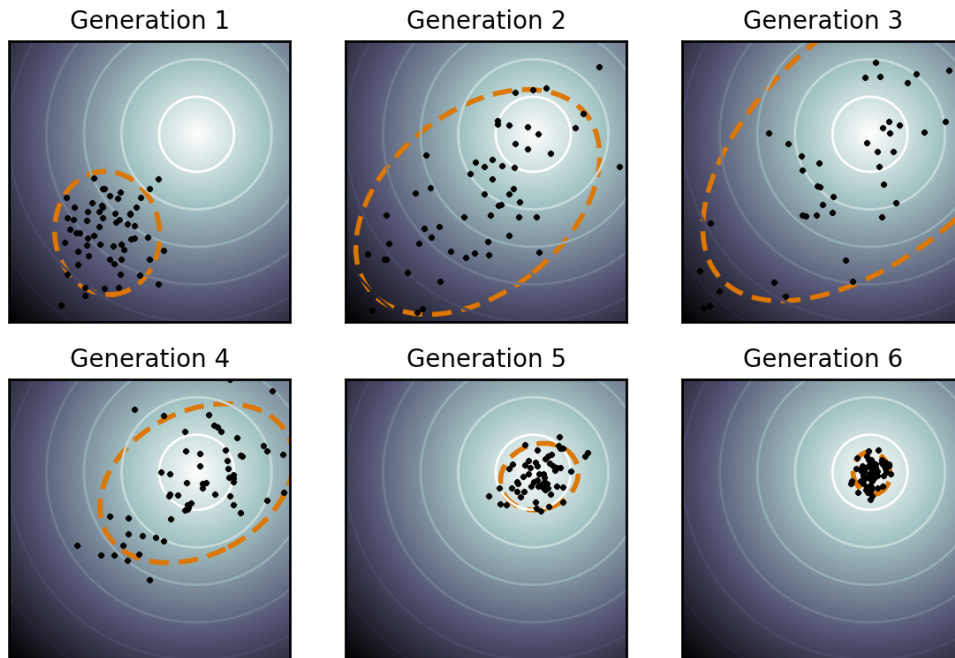 Generation 1
Generation 2
Generation 3
Generation 4
Generation 5
Generation 6